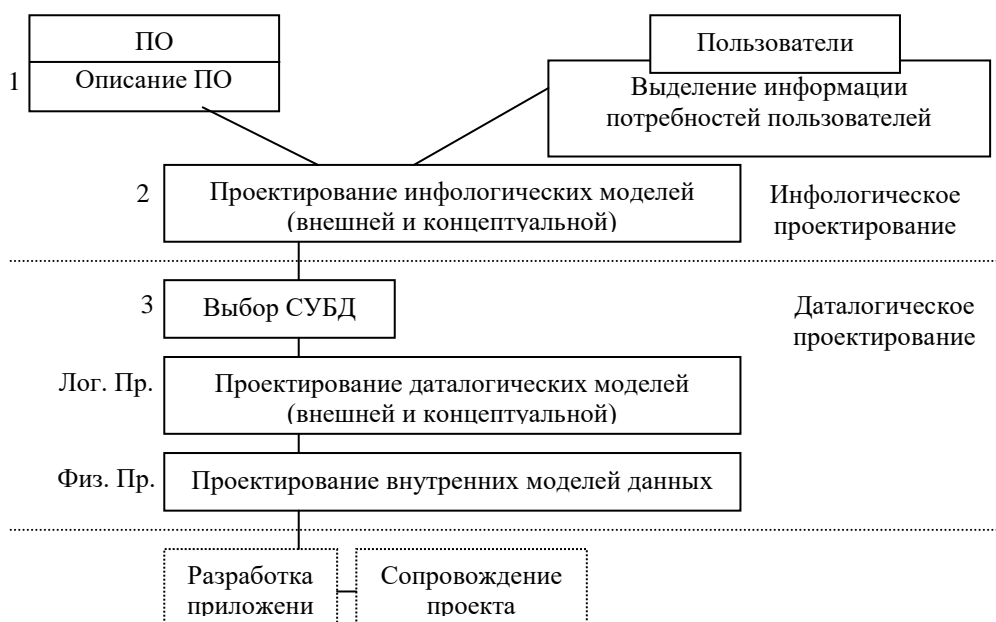 ПО
Пользователи
1
Описание ПО
Выделение информации
потребностей пользователей
2
Проектирование инфологических моделей
(внешней и концептуальной)
Инфологическое
проектирование
3
Выбор СУБД
Даталогическое
проектирование
Лог. Пр.
Проектирование даталогических моделей
(внешней и концептуальной)
Физ. Пр.
Проектирование внутренних моделей данных
Разработка
приложени
Сопровождение
проекта